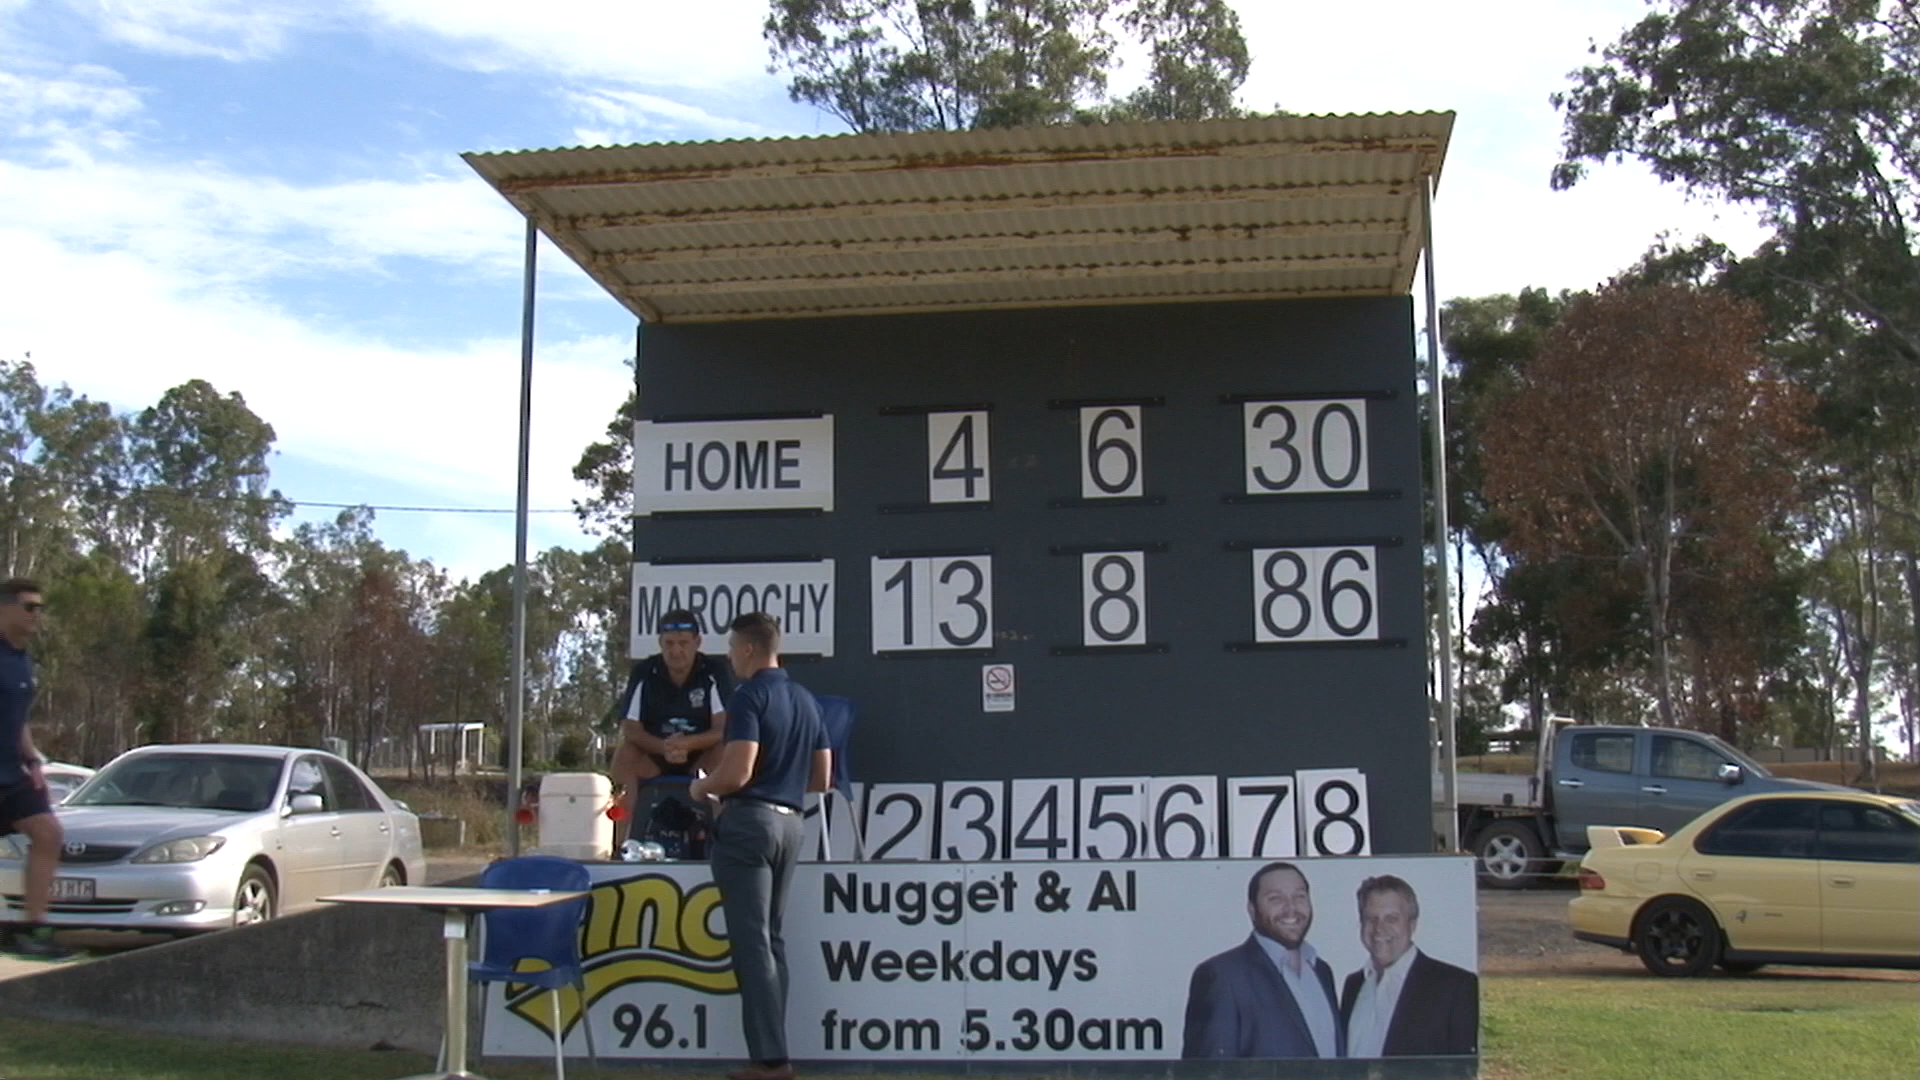 HOME 4 6 30
MAROOCHY 13 8 86
2 3 4 5 6 7 8
Nugget & Al
Weekdays
96.1 from 5.30am